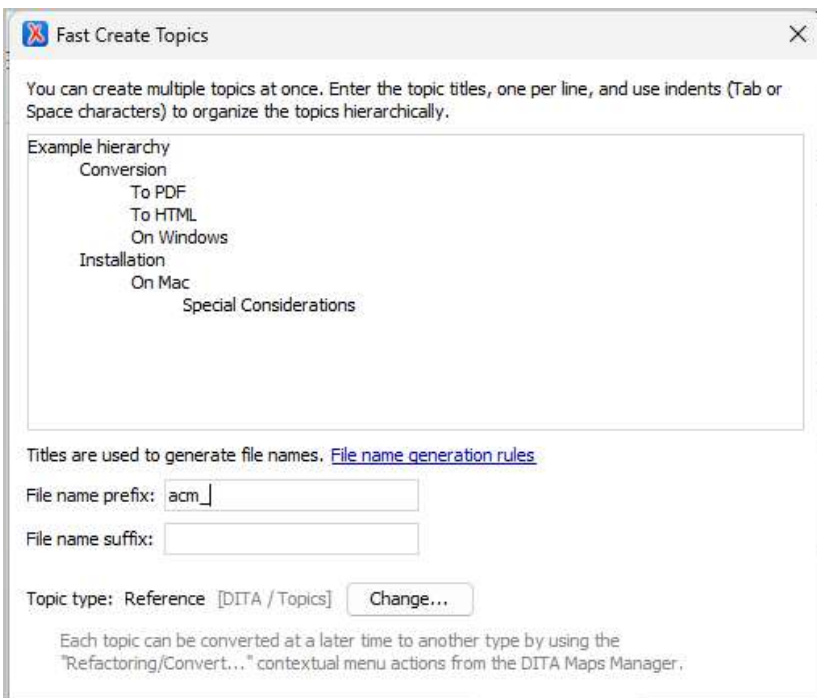 Fast Create Topics
You can create multiple topics at once. Enter the topic titles, one per line, and use indents (Tab or
Space characters) to organize the topics hierarchically.
Example hierarchy
Conversion
To PDF
To HTML
On Windows
Installation
On Mac
Special Considerations
Titles are used to generate file names. File name generation rules
File name prefix: acm_
File name suffix:
Topic type: Reference [DITA / Topics] Change...
Each topic can be converted at a later time to another type by using the
"Refactoring/Convert..." contextual menu actions from the DITA Maps Manager.